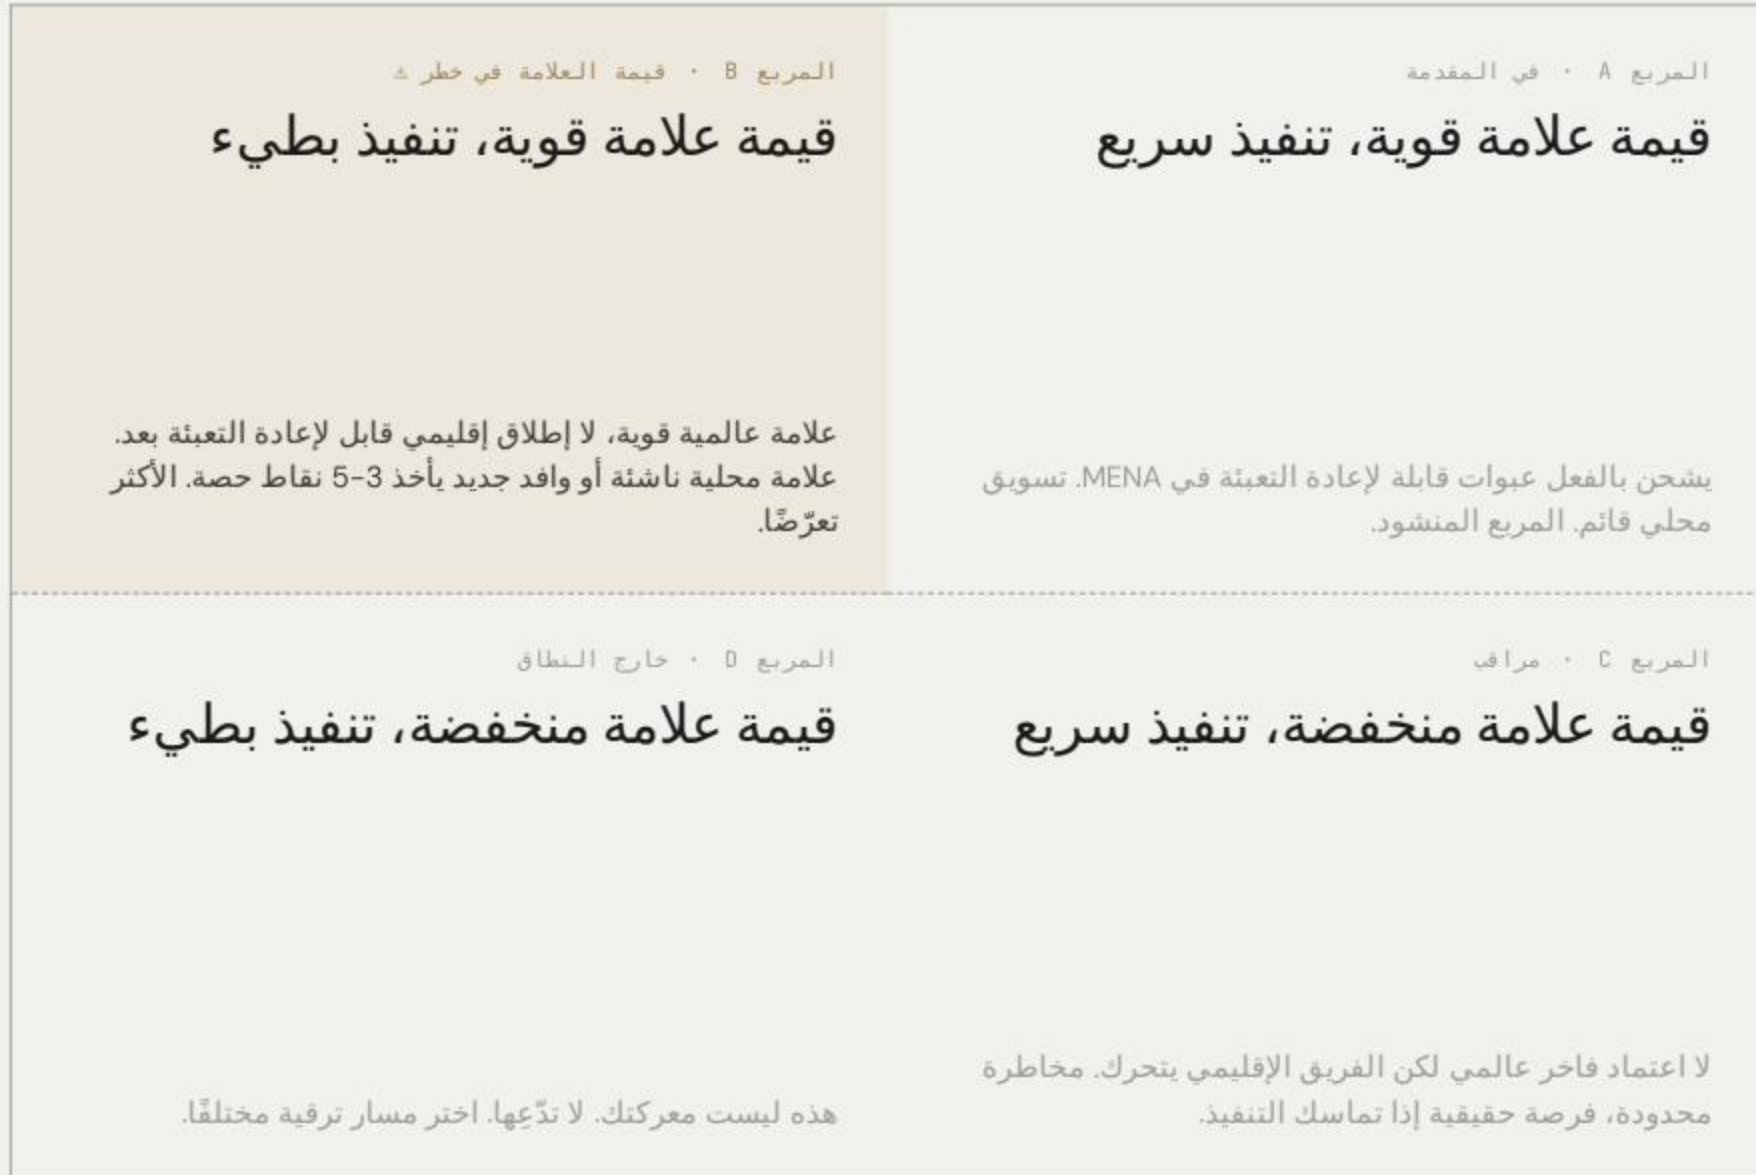 المربع A · في المقدمة
قيمة علامة قوية، تنفيذ سريع
يشحن بالفعل عبوات قابلة لإعادة التعبئة في MENA. تسويق
محلي قائم. المربع المنشود.
المربع B · قيمة العلامة في خطر ⚠
قيمة علامة قوية، تنفيذ بطيء
علامة عالمية قوية، لا إطلاق إقليمي قابل لإعادة التعبئة بعد.
علامة محلية ناشئة أو وافد جديد يأخذ 3–5 نقاط حصة. الأكثر
تعرّضًا.
المربع C · مراقب
قيمة علامة منخفضة، تنفيذ سريع
لا اعتماد فاخر عالمي لكن الفريق الإقليمي يتحرك. مخاطرة
محدودة، فرصة حقيقية إذا تماسك التنفيذ.
المربع D · خارج النطاق
قيمة علامة منخفضة، تنفيذ بطيء
هذه ليست معركتك. لا تدّعِها. اختر مسار ترقية مختلفًا.